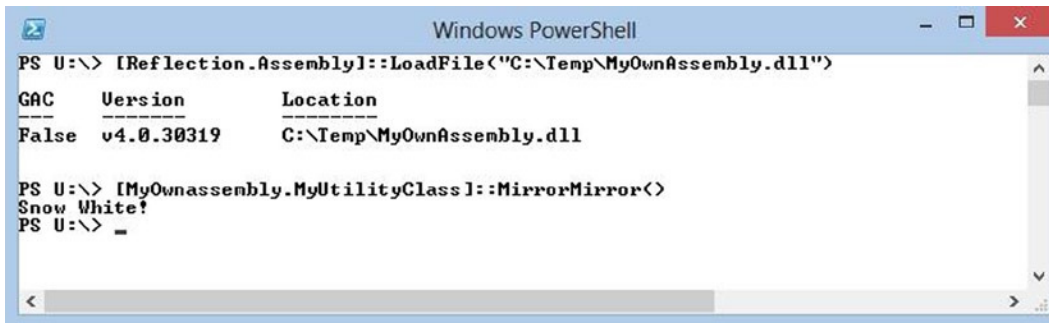 Windows PowerShell
PS U:\> [Reflection.Assembly]::LoadFile("C:\Temp\MyOwnAssembly.dll")
GAC Version Location
--- ------- --------
False v4.0.30319 C:\Temp\MyOwnAssembly.dll
PS U:\> [MyOwnassembly.MyUtilityClass]::MirrorMirror()
Snow White!
PS U:\> _